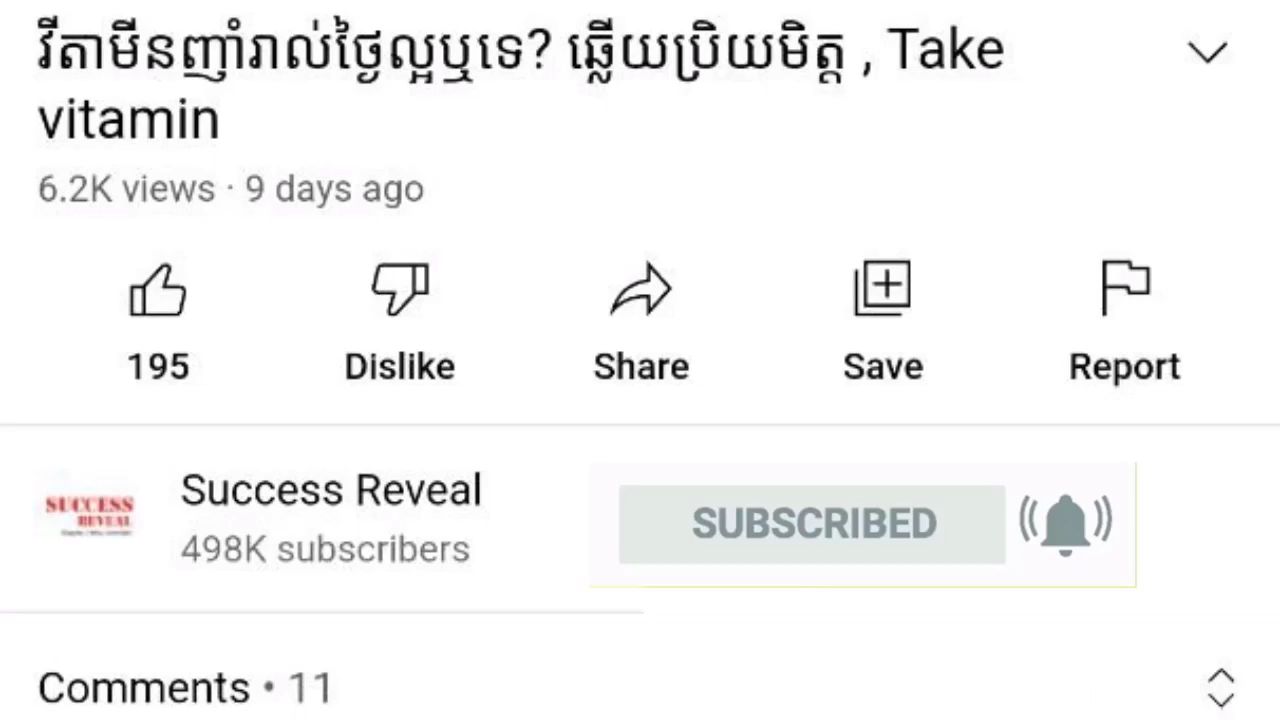 វីតាមីនញ៉ាំរាល់ថ្ងៃល្អឬទេ? ឆ្លើយប្រិយមិត្ត , Take
vitamin
6.2K views · 9 days ago
195 Dislike Share Save Report
SUCCESS
REVEAL
Success Reveal
498K subscribers
SUBSCRIBED
Comments • 11